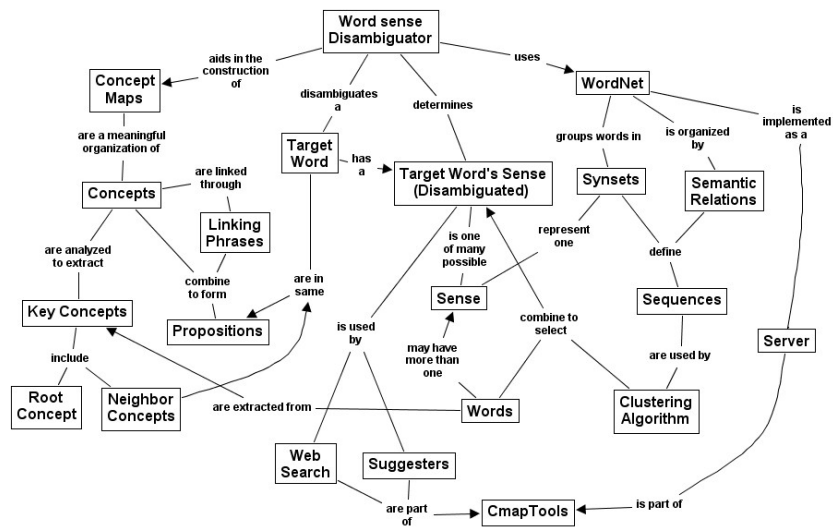 Word sense
Disambiguator
aids in the
construction
of
uses
Concept
Maps
WordNet
disambiguates
a
determines
is
implemented
as a
are a meaningful
organization of
groups words in
is organized
by
Target
Word
has
a
Target Word's Sense
(Disambiguated)
are linked
through
Concepts
Synsets
Semantic
Relations
Linking
Phrases
is one
of many
possible
represent
one
are analyzed
to extract
define
combine
to form
are in
same
Key Concepts
Propositions
Sense
Sequences
is used
by
combine to
select
Server
include
may have
more than
one
are used by
Root
Concept
Neighbor
Concepts
are extracted from
Words
Clustering
Algorithm
Web
Search
Suggesters
are part
of
CmapTools
is part of